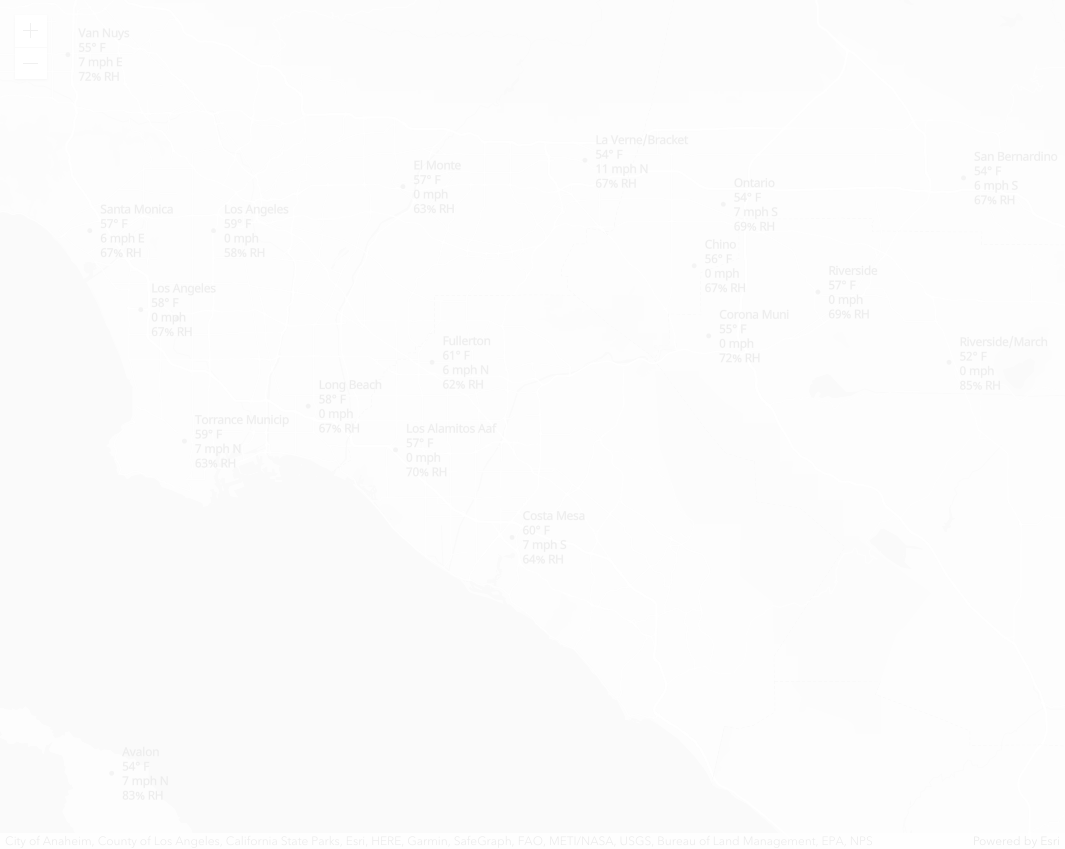 Van Nuys
55° F
7 mph E
72% RH
La Verne/Bracket
54° F
11 mph N
67% RH
El Monte
57° F
0 mph
63% RH
San Bernardino
54° F
6 mph S
67% RH
Ontario
54° F
7 mph S
69% RH
Santa Monica
57° F
6 mph E
67% RH
Los Angeles
59° F
0 mph
58% RH
Chino
56° F
0 mph
67% RH
Riverside
57° F
0 mph
69% RH
Los Angeles
58° F
0 mph
67% RH
Corona Muni
55° F
0 mph
72% RH
Fullerton
61° F
6 mph N
62% RH
Riverside/March
52° F
0 mph
85% RH
Long Beach
58° F
0 mph
67% RH
Torrance Municip
59° F
7 mph N
63% RH
Los Alamitos Aaf
57° F
0 mph
70% RH
Costa Mesa
60° F
7 mph S
64% RH
Avalon
54° F
7 mph N
83% RH
City of Anaheim, County of Los Angeles, California State Parks, Esri, HERE, Garmin, SafeGraph, FAO, METI/NASA, USGS, Bureau of Land Management, EPA, NPS
Powered by Esri